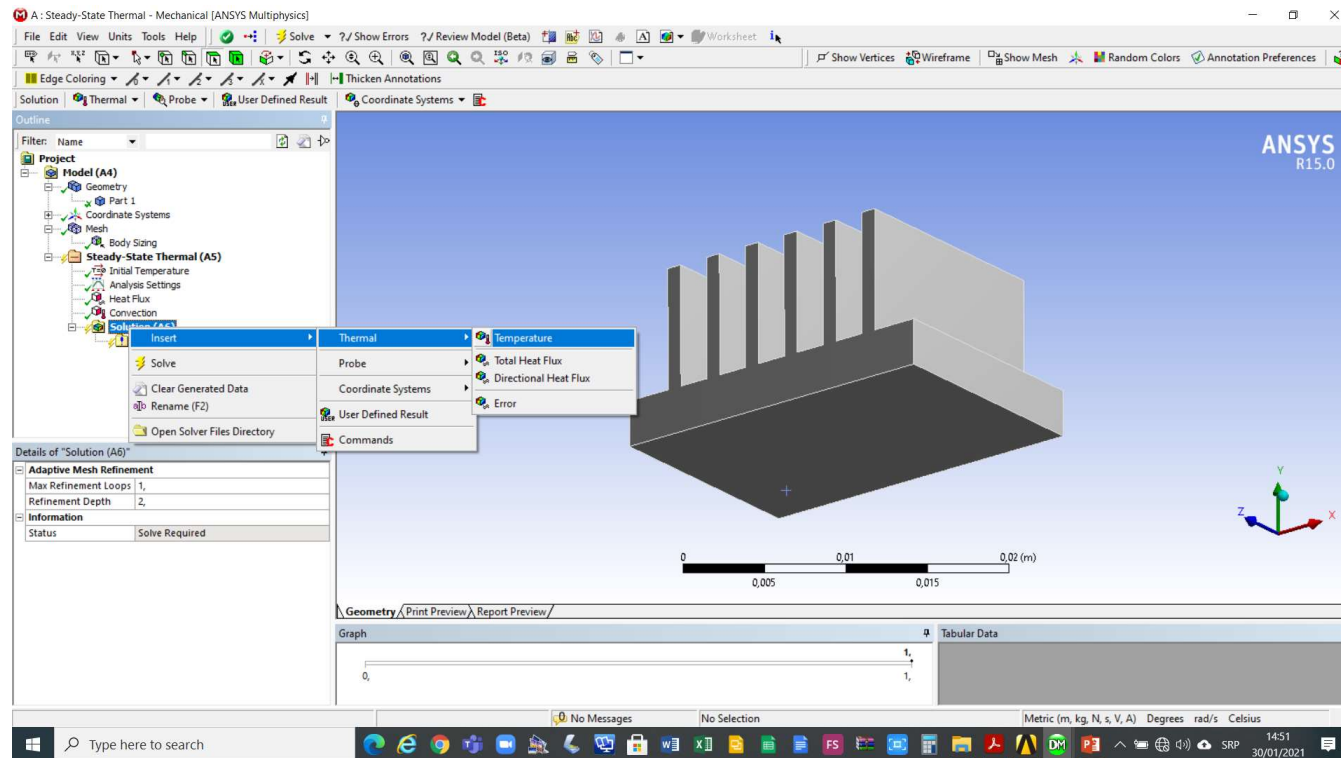 A : Steady-State Thermal - Mechanical [ANSYS Multiphysics]
File Edit View Units Tools Help Solve ?/ Show Errors ?/ Review Model (Beta) A Worksheet
Show Vertices Wireframe Show Mesh Random Colors Annotation Preferences
Edge Coloring Thicken Annotations
Solution Thermal Probe User Defined Result Coordinate Systems
Outline
Filter: Name
Project
Model (A4)
Geometry
Part 1
Coordinate Systems
Mesh
Body Sizing
Steady-State Thermal (A5)
Initial Temperature
Analysis Settings
Heat Flux
Convection
Solution (A6)
Insert
Solve
Clear Generated Data
Rename (F2)
Open Solver Files Directory
Thermal
Probe
Coordinate Systems
User Defined Result
Commands
Temperature
Total Heat Flux
Directional Heat Flux
Error
ANSYS
R15.0
Details of "Solution (A6)"
Adaptive Mesh Refinement
Max Refinement Loops 1,
Refinement Depth 2,
Information
Status Solve Required
Y
Z X
0 0,01 0,02 (m)
0,005 0,015
Geometry Print Preview Report Preview
Graph
1,
0, 1,
Tabular Data
0 No Messages No Selection Metric (m, kg, N, s, V, A) Degrees rad/s Celsius
Type here to search
FS DM SRP
14:51
30/01/2021